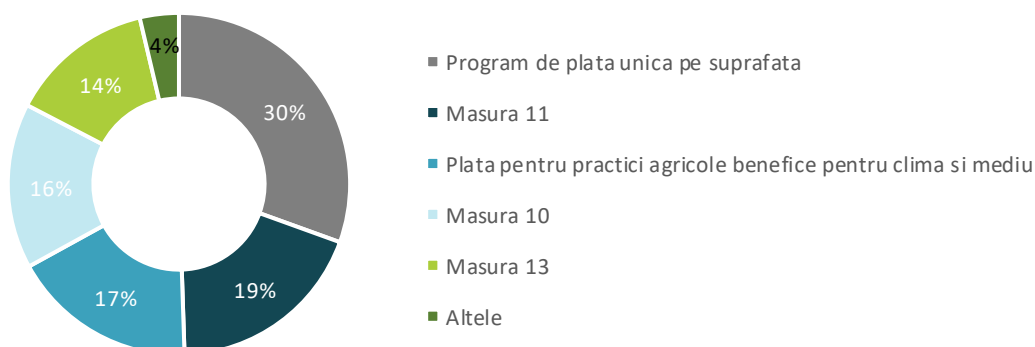 4%
30%
14%
16%
17%
19%
Program de plata unica pe suprafata
Masura 11
Plata pentru practici agricole benefice pentru clima si mediu
Masura 10
Masura 13
Altele